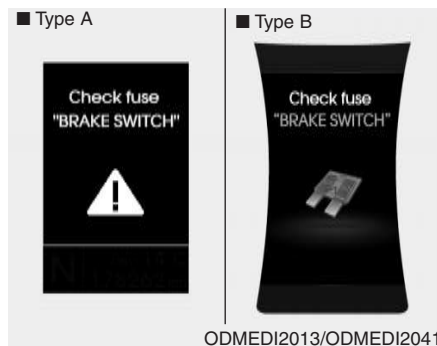 ■ Type A
■ Type B
Check fuse
"BRAKE SWITCH"
Check fuse
"BRAKE SWITCH"
ODMEDI2013/ODMEDI2041